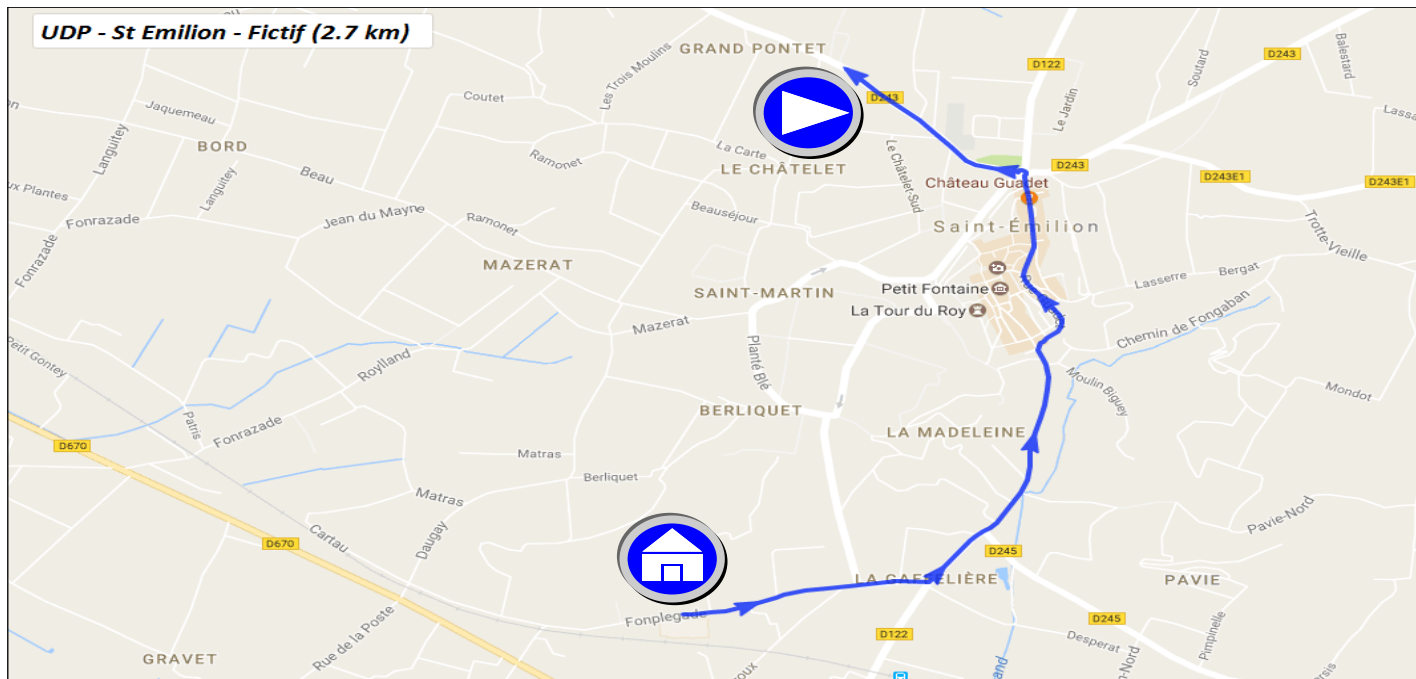 UDP - St Emilion - Fictif (2.7 km)
GRAND PONTET
D122
D243
Soutard
Balestard
Les Trois Moulins
Coutet
D243
Le Jardin
Jaquemeau
Languitey
BORD
Ramonet
La Carte
LE CHÂTELET
Le Châtelet-Sud
D243
Château Guadet
D243E1
D243E1
Beau
ux Plantes
Languitey
Fonrazade
Jean du Mayne
Ramonet
Beauséjour
Saint-Émilion
Trotte-Vieille
Fonrazade
MAZERAT
SAINT-MARTIN
Petit Fontaine
Lasserre
Bergat
La Tour du Roy
Mazerat
Chemin de Fongaban
Petit Gontey
Roylland
Planté Blé
Moulin Biguey
Mondot
BERLIQUET
Patris
Fonrazade
LA MADELEINE
D670
Matras
Berliquet
Matras
Pavie-Nord
Cartau
Daugay
D670
D245
LA GAFFELIÈRE
PAVIE
Fonplegade
Rue de la Poste
D122
D245
Desperat
Pimpinelle
GRAVET